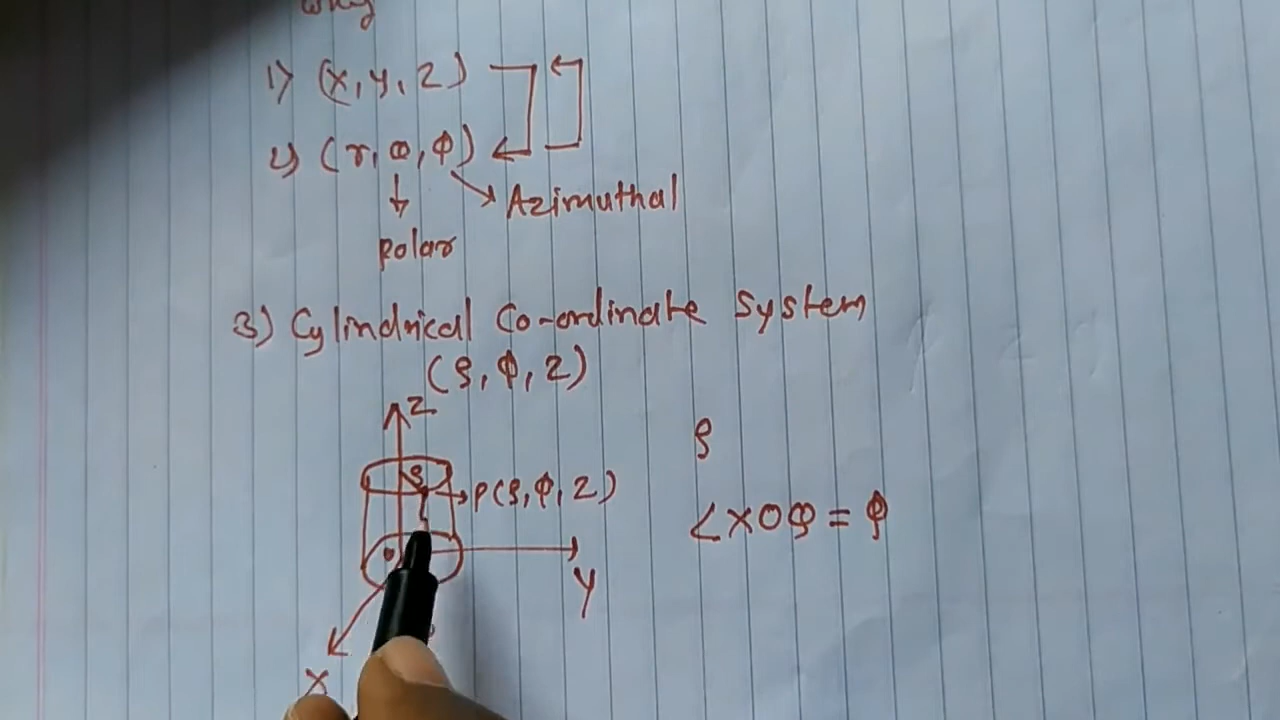 1) (x, y, z)
2) (r, θ, φ)
Azimuthal
Polar
3) Cylindrical Co-ordinate System
(ρ, φ, z)
Z
ρ
ρ
P(ρ, φ, z)
∠XOQ = φ
Y
X